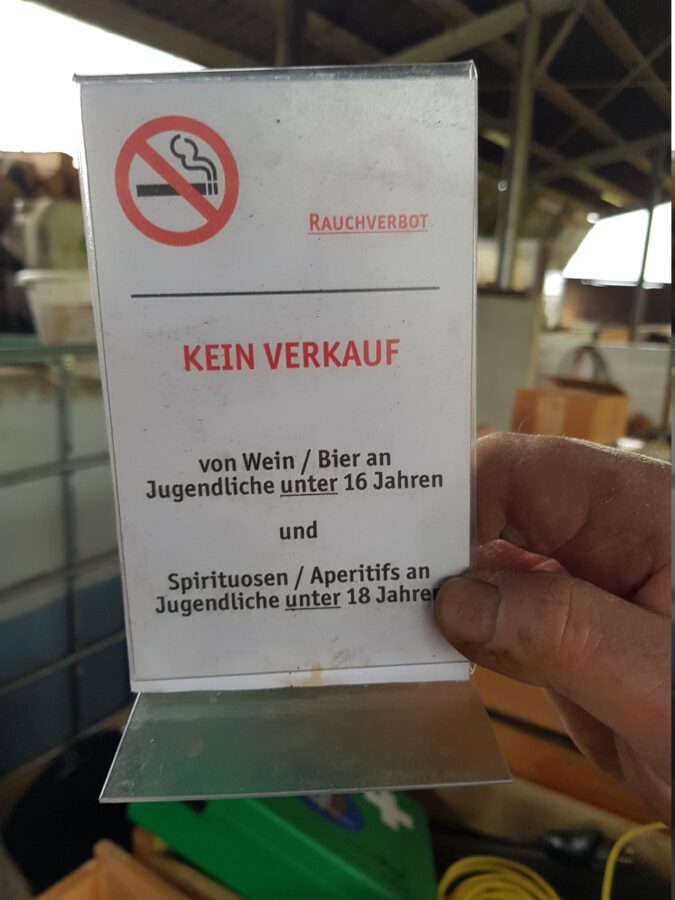 RAUCHVERBOT
KEIN VERKAUF
von Wein / Bier an
Jugendliche unter 16 Jahren
und
Spirituosen / Aperitifs an
Jugendliche unter 18 Jahren